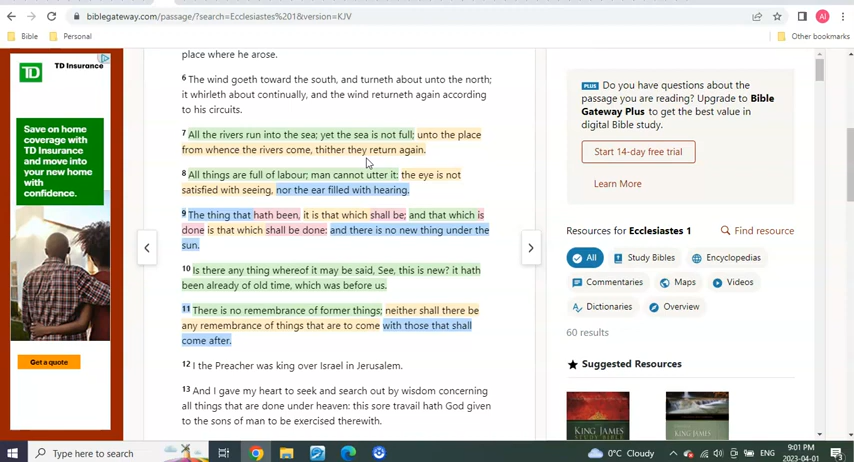 biblegateway.com/passage/?search=Ecclesiastes%201&version=KJV
AI
Bible
Personal
Other bookmarks
TD TD Insurance
Save on home
coverage with
TD Insurance
and move into
your new home
with
confidence.
Get a quote
place where he arose.
6 The wind goeth toward the south, and turneth about unto the north;
it whirleth about continually, and the wind returneth again according
to his circuits.
7 All the rivers run into the sea; yet the sea is not full; unto the place
from whence the rivers come, thither they return again.
8 All things are full of labour; man cannot utter it: the eye is not
satisfied with seeing, nor the ear filled with hearing.
9 The thing that hath been, it is that which shall be; and that which is
done is that which shall be done: and there is no new thing under the
sun.
10 Is there any thing whereof it may be said, See, this is new? it hath
been already of old time, which was before us.
11 There is no remembrance of former things; neither shall there be
any remembrance of things that are to come with those that shall
come after.
12 I the Preacher was king over Israel in Jerusalem.
13 And I gave my heart to seek and search out by wisdom concerning
all things that are done under heaven: this sore travail hath God given
to the sons of man to be exercised therewith.
PLUS Do you have questions about the
passage you are reading? Upgrade to Bible
Gateway Plus to get the best value in
digital Bible study.
Start 14-day free trial
Learn More
Resources for Ecclesiastes 1
Find resource
All
Study Bibles
Encyclopedias
Commentaries
Maps
Videos
Dictionaries
Overview
60 results
Suggested Resources
KING JAMES
STUDY BIBLE
KING JAMES
Type here to search
0°C Cloudy
ENG
9:01 PM
2023-04-01
3